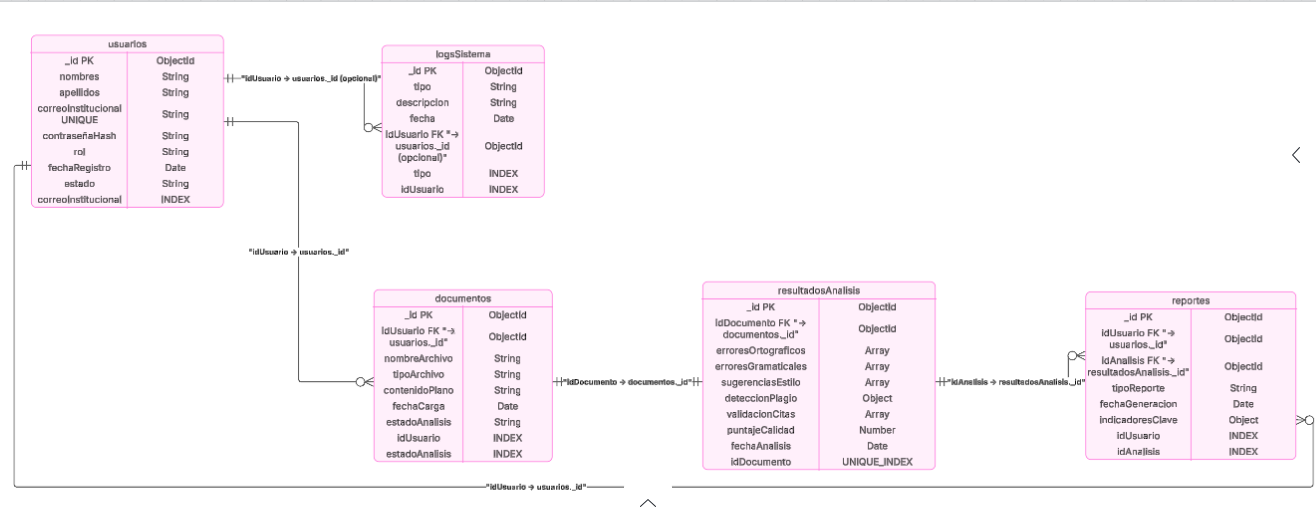 usuarios
_id PK ObjectId
nombres String
apellidos String
correoInstitucional
UNIQUE String
contraseñaHash String
rol String
fechaRegistro Date
estado String
correoInstitucional INDEX
"idUsuario → usuarios._id (opcional)"
logsSistema
_id PK ObjectId
tipo String
descripcion String
fecha Date
idUsuario FK "→
usuarios._id
(opcional)" ObjectId
tipo INDEX
idUsuario INDEX
"idUsuario → usuarios._id"
documentos
_id PK ObjectId
idUsuario FK "→
usuarios._id" ObjectId
nombreArchivo String
tipoArchivo String
contenidoPlano String
fechaCarga Date
estadoAnalisis String
idUsuario INDEX
estadoAnalisis INDEX
"idDocumento → documentos._id"
resultadosAnalisis
_id PK ObjectId
idDocumento FK "→
documentos._id" ObjectId
erroresOrtograficos Array
erroresGramaticales Array
sugerenciasEstilo Array
deteccionPlagio Object
validacionCitas Array
puntajeCalidad Number
fechaAnalisis Date
idDocumento UNIQUE_INDEX
"idAnalisis → resultadosAnalisis._id"
reportes
_id PK ObjectId
idUsuario FK "→
usuarios._id" ObjectId
idAnalisis FK "→
resultadosAnalisis._id" ObjectId
tipoReporte String
fechaGeneracion Date
indicadoresClave Object
idUsuario INDEX
idAnalisis INDEX
"idUsuario → usuarios._id"